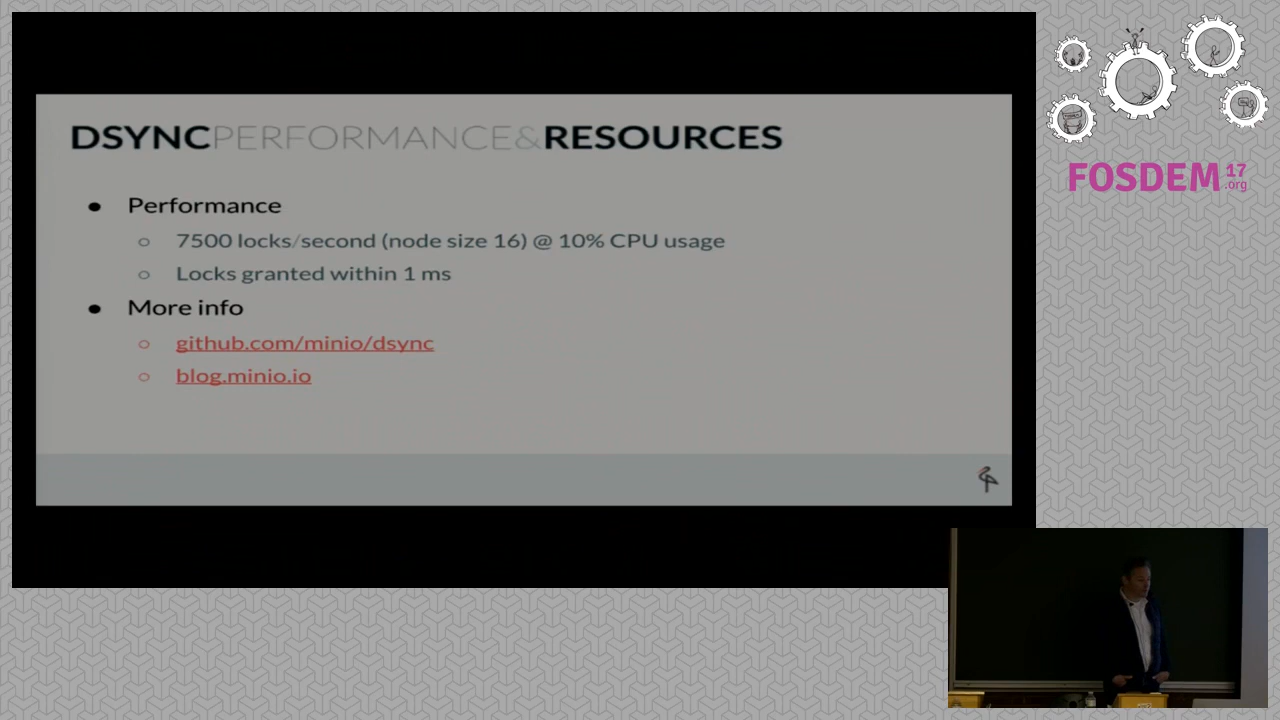 DSYNCPERFORMANCE&RESOURCES
● Performance
○ 7500 locks/second (node size 16) @ 10% CPU usage
○ Locks granted within 1 ms
● More info
○ github.com/minio/dsync
○ blog.minio.io
FOSDEM 17
.org